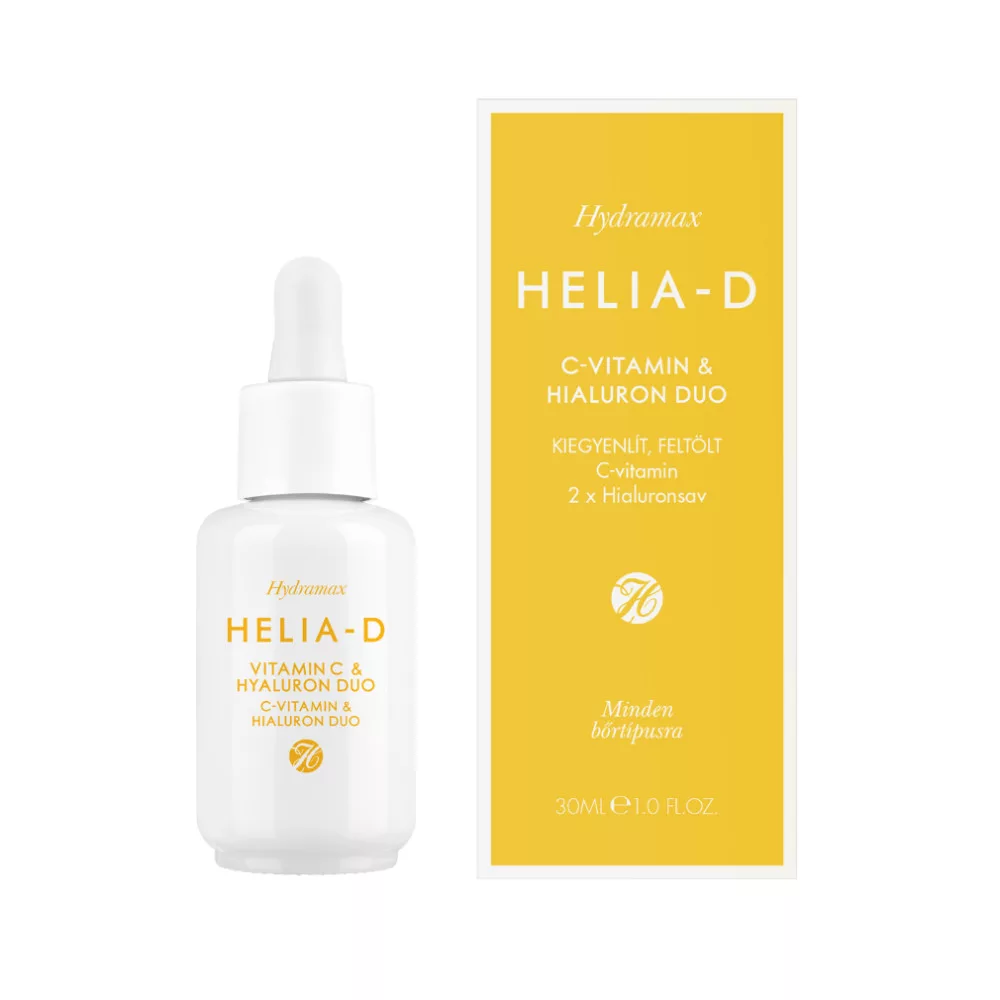 Hydramax
HELIA-D
VITAMIN C &
HYALURON DUO
C-VITAMIN &
HIALURON DUO
H
Hydramax
HELIA-D
C-VITAMIN &
HIALURON DUO
KIEGYENLÍT, FELTÖLT
C-vitamin
2 x Hialuronsav
H
Minden
bőrtípusra
30ML ℮ 1.0 FL.OZ.